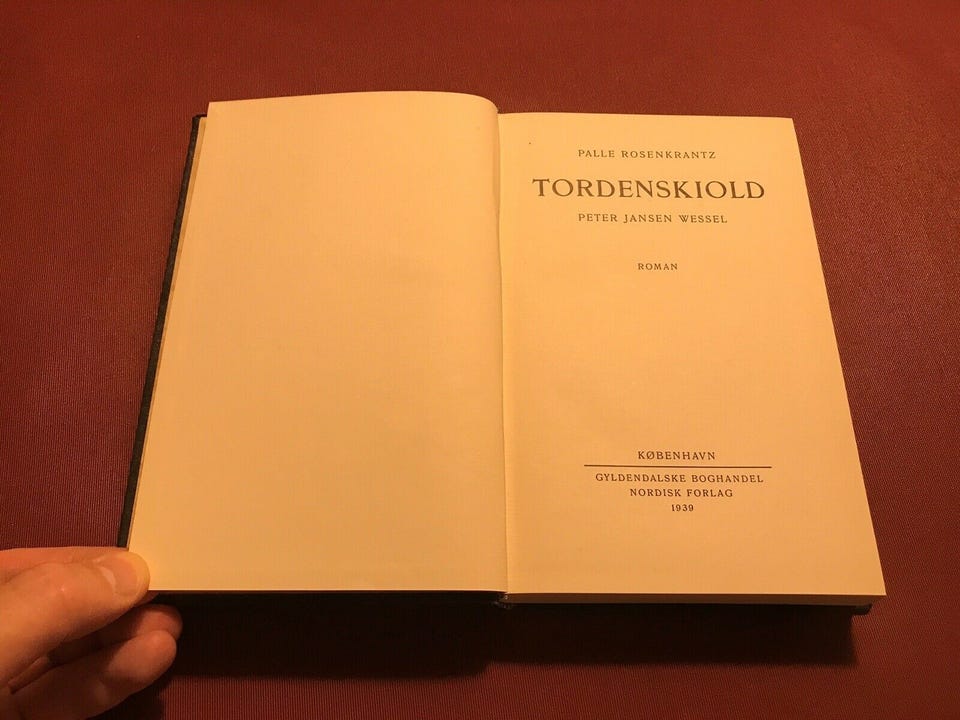 PALLE ROSENKRANTZ
TORDENSKIOLD
PETER JANSEN WESSEL
ROMAN
KØBENHAVN
GYLDENDALSKE BOGHANDEL
NORDISK FORLAG
1939